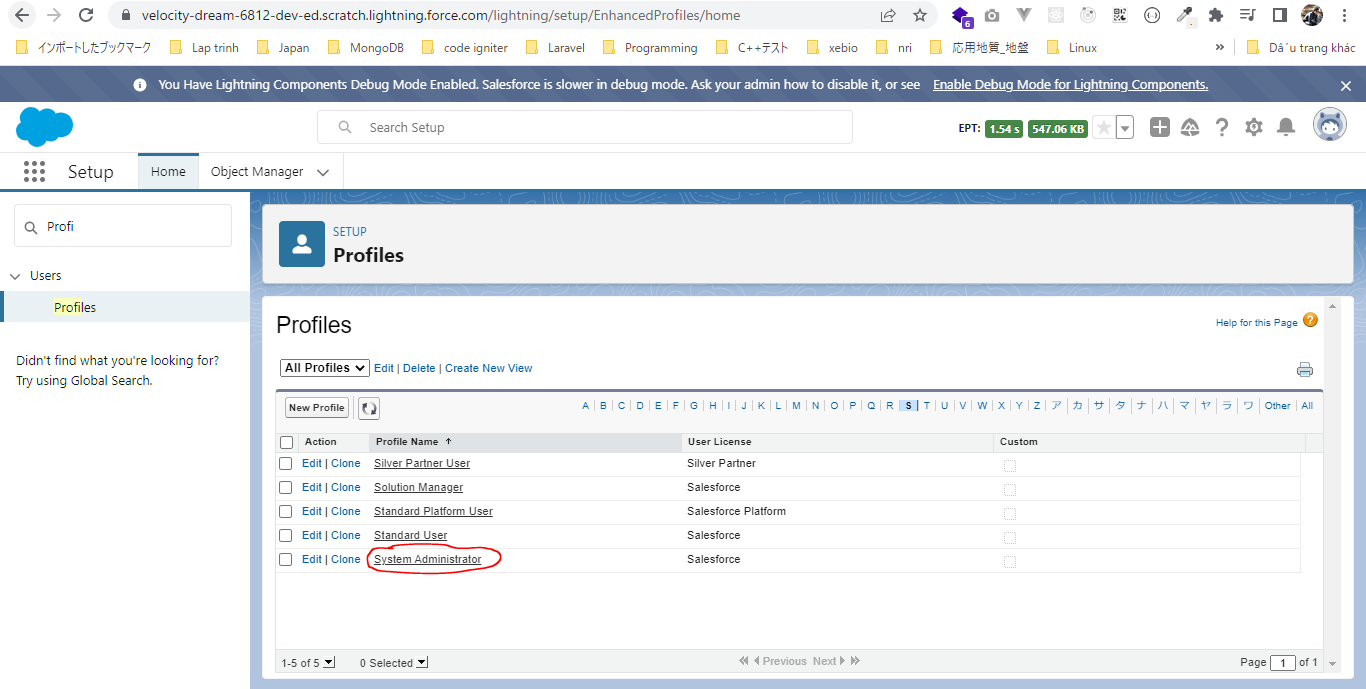 velocity-dream-6812-dev-ed.scratch.lightning.force.com/lightning/setup/EnhancedProfiles/home
6
インポートしたブックマーク Lap trinh Japan MongoDB code igniter Laravel Programming C++テスト xebio nri 応用地質_地盤 Linux » Dấu trang khác
You Have Lightning Components Debug Mode Enabled. Salesforce is slower in debug mode. Ask your admin how to disable it, or see Enable Debug Mode for Lightning Components.
Search Setup
EPT: 1.54 s 547.06 KB
Setup Home Object Manager
Profi
Users
Profiles
Didn't find what you're looking for?
Try using Global Search.
SETUP
Profiles
Profiles
Help for this Page ?
All Profiles Edit | Delete | Create New View
New Profile
A | B | C | D | E | F | G | H | I | J | K | L | M | N | O | P | Q | R | S | T | U | V | W | X | Y | Z | ア | カ | サ | タ | ナ | ハ | マ | ヤ | ラ | ワ | Other | All
Action Profile Name ↑ User License Custom
Edit | Clone Silver Partner User Silver Partner
Edit | Clone Solution Manager Salesforce
Edit | Clone Standard Platform User Salesforce Platform
Edit | Clone Standard User Salesforce
Edit | Clone System Administrator Salesforce
1-5 of 5 0 Selected Previous Next Page 1 of 1